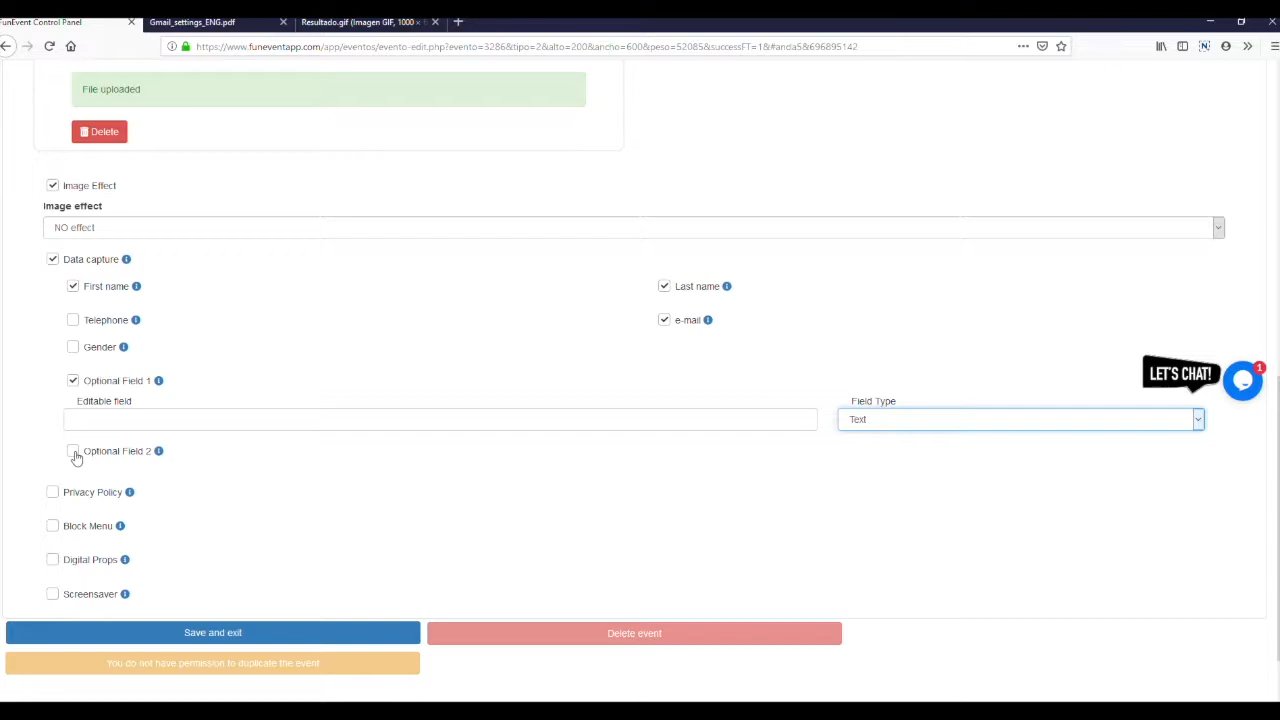 FunEvent Control Panel
Gmail_settings_ENG.pdf
Resultado.gif (Imagen GIF, 1000 ×
https://www.funeventapp.com/app/eventos/evento-edit.php?evento=3286&tipo=2&alto=200&ancho=600&peso=52085&successFT=1&#anda5&696895142
File uploaded
Delete
Image Effect
Image effect
NO effect
Data capture
First name
Last name
Telephone
e-mail
Gender
LET'S CHAT!
1
Optional Field 1
Editable field
Field Type
Text
Optional Field 2
Privacy Policy
Block Menu
Digital Props
Screensaver
Save and exit
Delete event
You do not have permission to duplicate the event